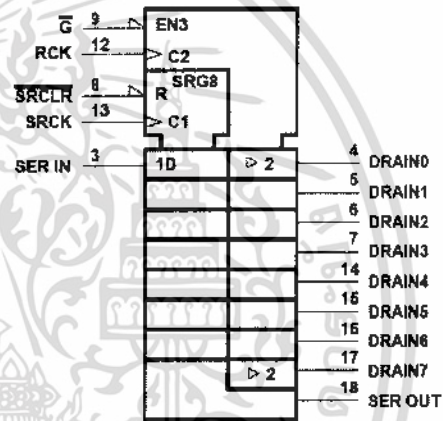 G 9 EN3
RCK 12 C2
SRG8
SRCLR 8 R
SRCK 13 C1
SER IN 3 1D 2 4 DRAIN0
5 DRAIN1
6 DRAIN2
7 DRAIN3
14 DRAIN4
15 DRAIN5
16 DRAIN6
2 17 DRAIN7
18 SER OUT